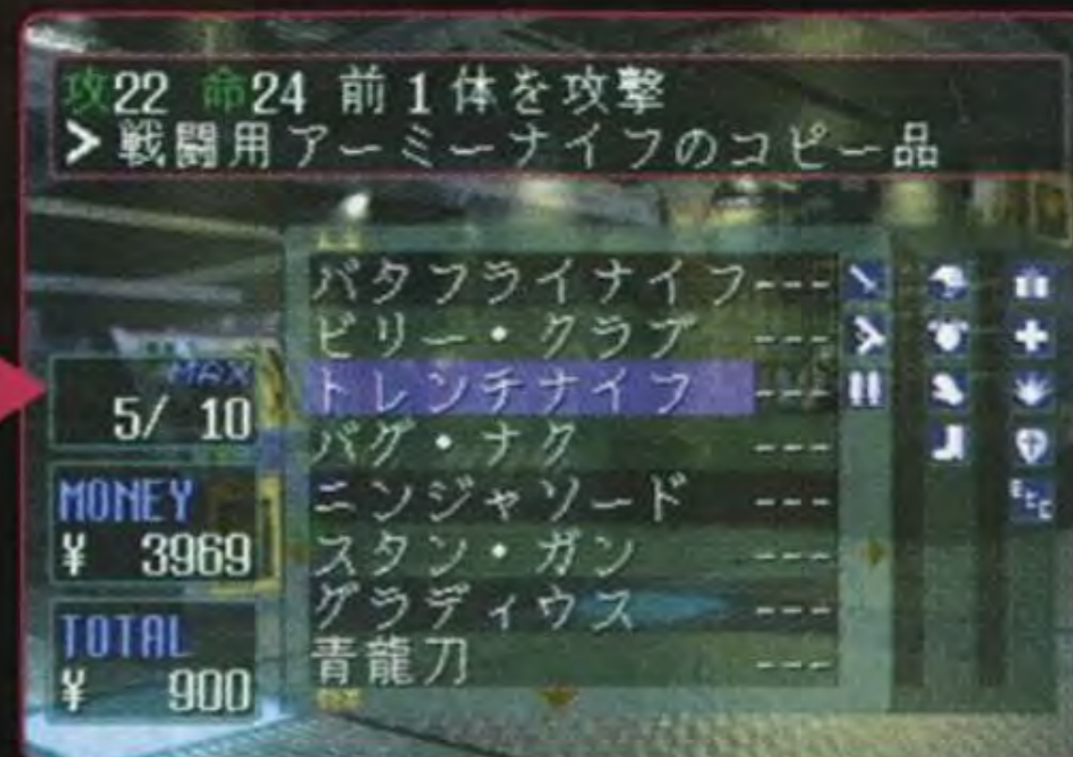 攻22 命24 前1体を攻撃
>戦闘用アーミーナイフのコピー品
バタフライナイフ---
ビリー・クラブ ---
トレンチナイフ---
バグ・ナク ---
ニンジャソード ---
スタン・ガン ---
グラディウス ---
青龍刀 ---
MAX
5/ 10
MONEY
¥ 3969
TOTAL
¥ 900
Etc